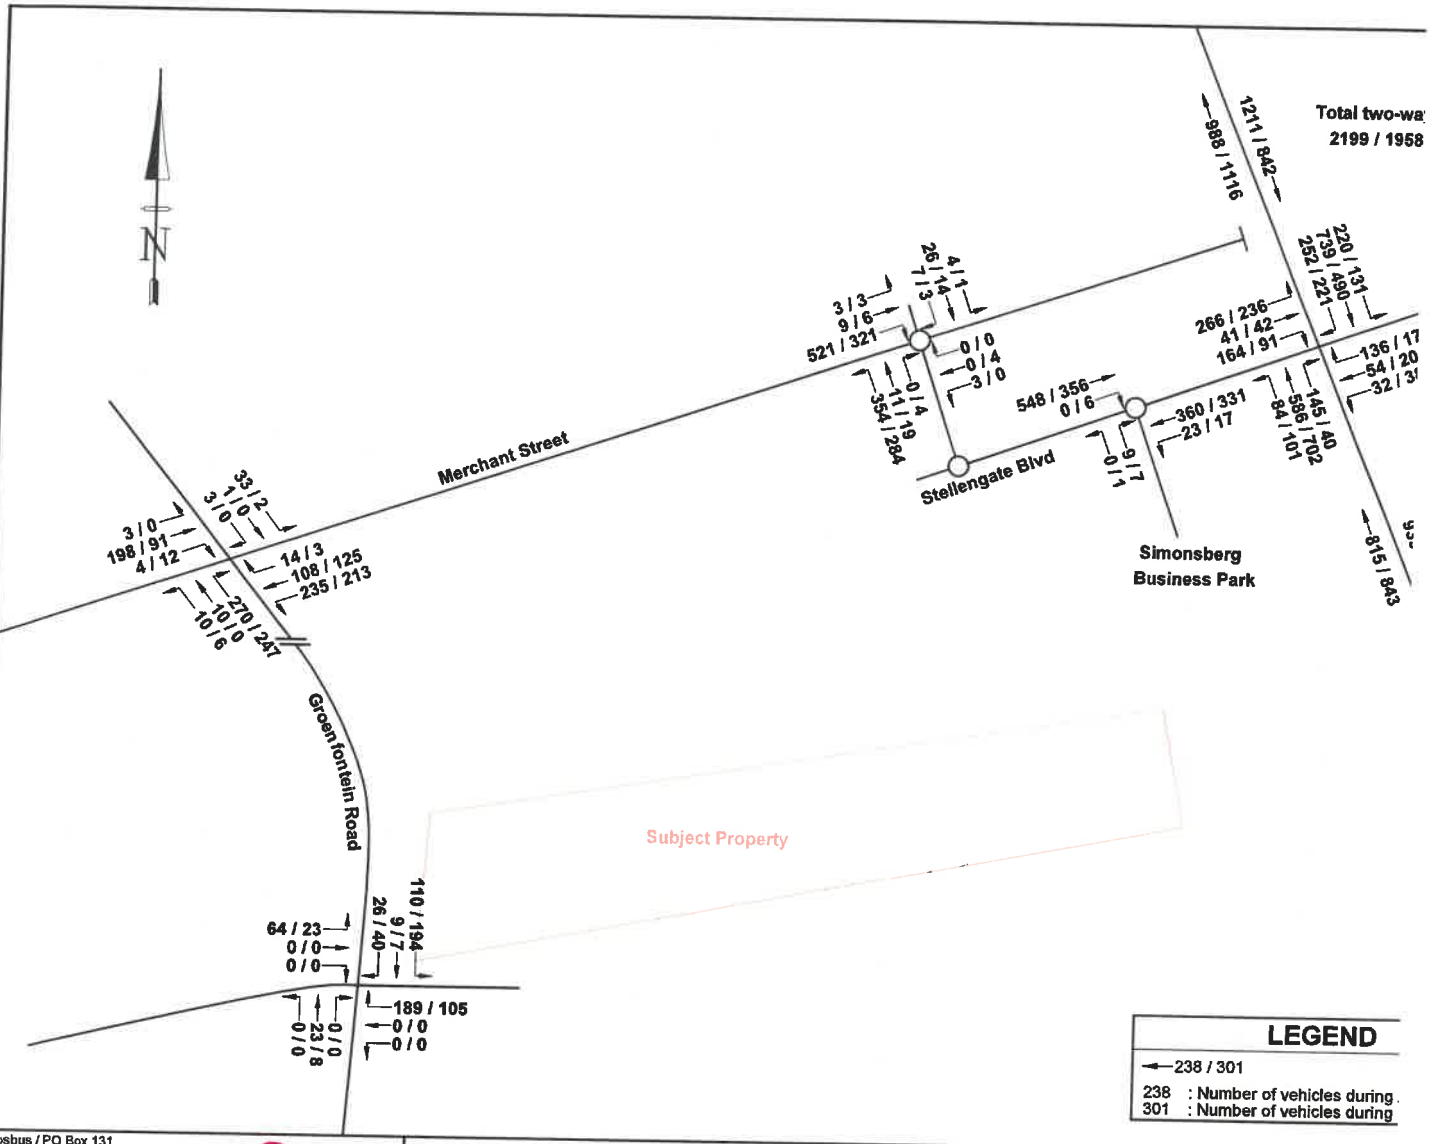 N
Total two-wa
2199 / 1958
1211 / 842
988 / 1116
220 / 131
739 / 490
252 / 221
266 / 236
41 / 42
164 / 91
136 / 17
54 / 20
32 / 3
145 / 40
586 / 702
84 / 101
815 / 843
4 / 1
26 / 14
7 / 3
3 / 3
9 / 6
521 / 321
0 / 0
0 / 4
3 / 0
0 / 4
11 / 19
354 / 284
548 / 356
0 / 6
360 / 331
23 / 17
9 / 7
0 / 1
Stellengate Blvd
Simonsberg
Business Park
Merchant Street
33 / 2
1 / 0
3 / 0
3 / 0
198 / 91
4 / 12
14 / 3
108 / 125
235 / 213
270 / 247
10 / 0
10 / 6
Groenfontein Road
Subject Property
110 / 194
9 / 7
26 / 40
64 / 23
0 / 0
0 / 0
189 / 105
0 / 0
0 / 0
0 / 0
23 / 8
0 / 0
LEGEND
238 / 301
238 : Number of vehicles during
301 : Number of vehicles during
osbus / PO Box 131